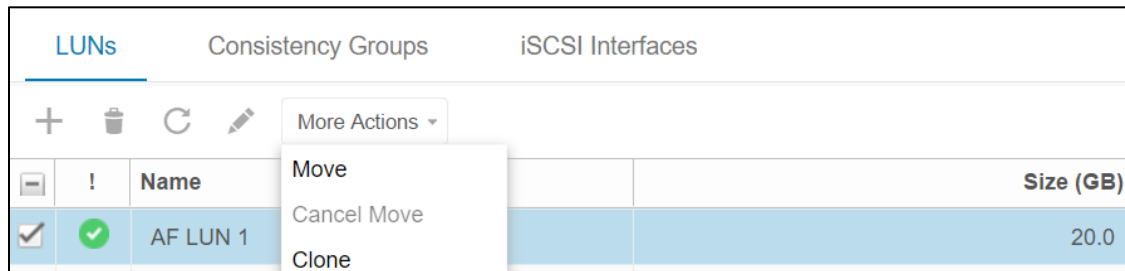 LUNs Consistency Groups iSCSI Interfaces
More Actions
! Name Size (GB)
Move
Cancel Move
AF LUN 1 20.0
Clone